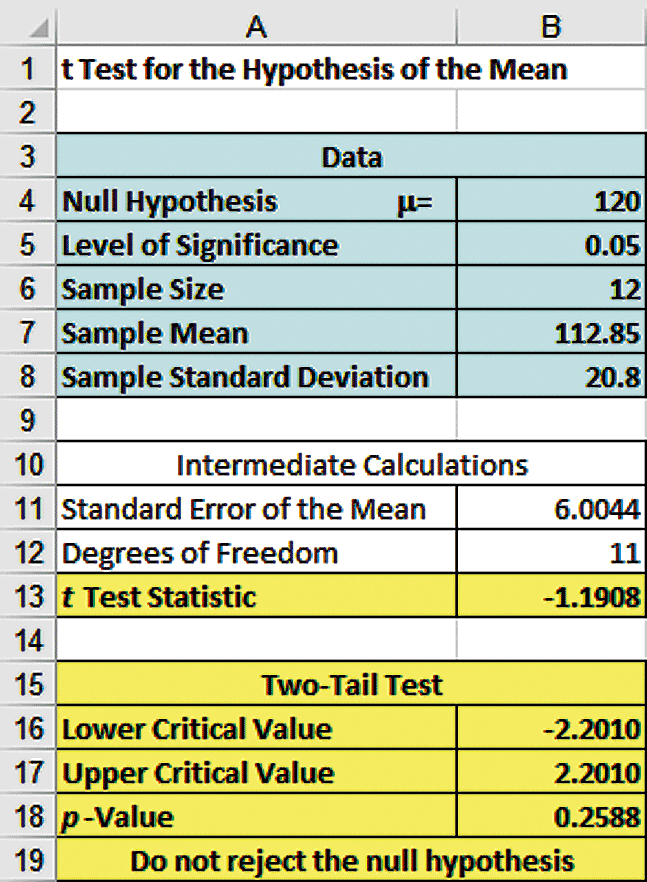 A B
1 t Test for the Hypothesis of the Mean
2
3 Data
4 Null Hypothesis μ= 120
5 Level of Significance 0.05
6 Sample Size 12
7 Sample Mean 112.85
8 Sample Standard Deviation 20.8
9
10 Intermediate Calculations
11 Standard Error of the Mean 6.0044
12 Degrees of Freedom 11
13 t Test Statistic -1.1908
14
15 Two-Tail Test
16 Lower Critical Value -2.2010
17 Upper Critical Value 2.2010
18 p-Value 0.2588
19 Do not reject the null hypothesis